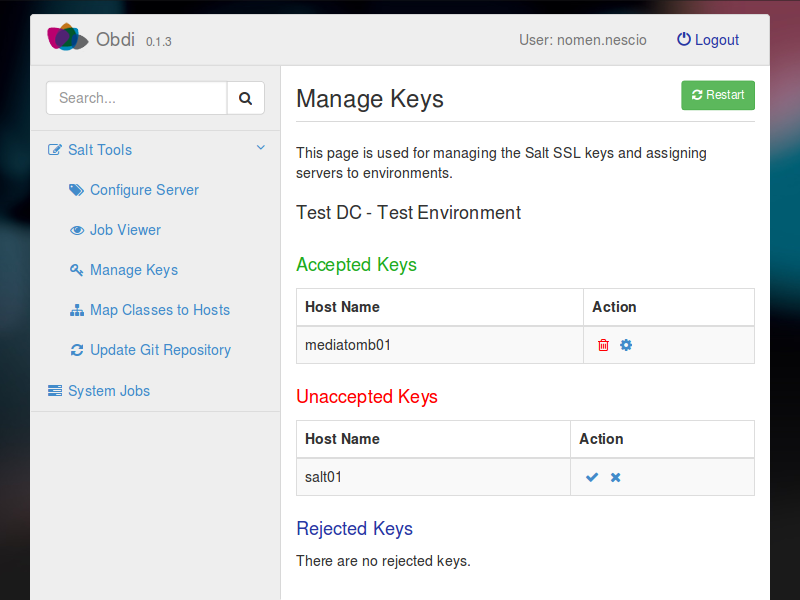 Obdi 0.1.3
User: nomen.nescio
Logout
Search...
Salt Tools
Configure Server
Job Viewer
Manage Keys
Map Classes to Hosts
Update Git Repository
System Jobs
Manage Keys
Restart
This page is used for managing the Salt SSL keys and assigning
servers to environments.
Test DC - Test Environment
Accepted Keys
Host Name Action
mediatomb01
Unaccepted Keys
Host Name Action
salt01
Rejected Keys
There are no rejected keys.